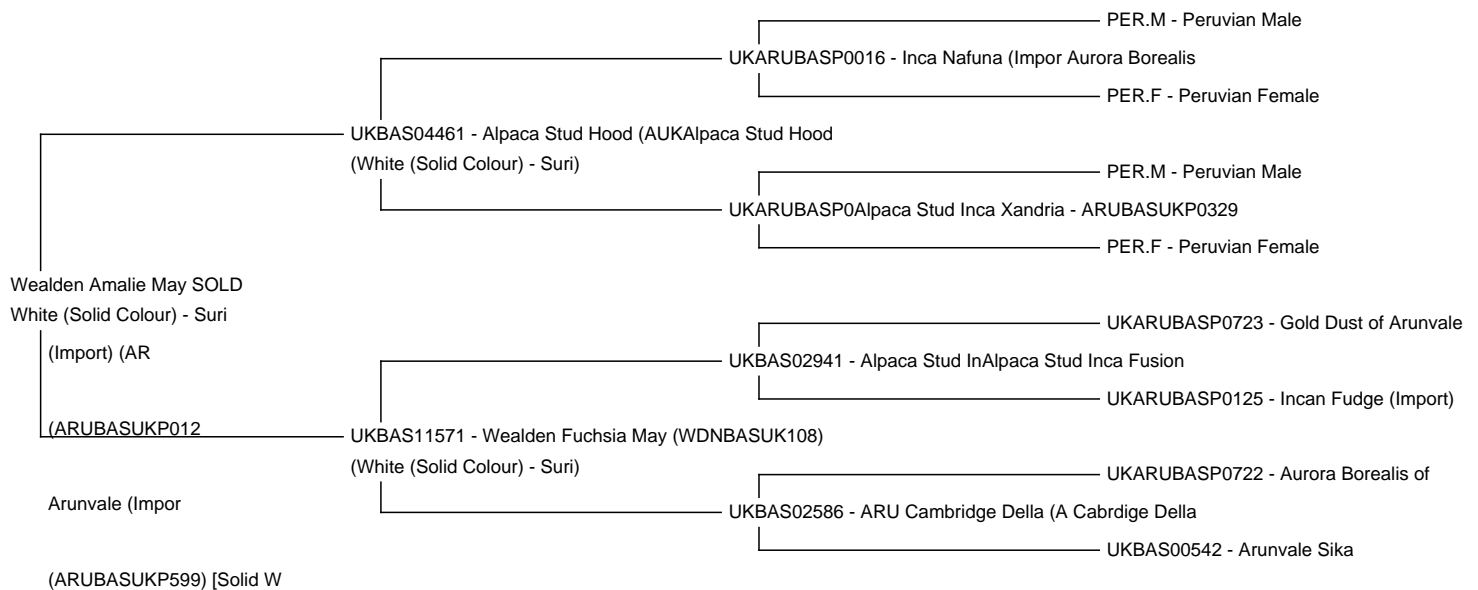 PER.M - Peruvian Male
UKARUBASP0016 - Inca Nafuna (Impor Aurora Borealis
PER.F - Peruvian Female
UKBAS04461 - Alpaca Stud Hood (AUKAlpaca Stud Hood
(White (Solid Colour) - Suri)
PER.M - Peruvian Male
UKARUBASP0Alpaca Stud Inca Xandria - ARUBASUKP0329
PER.F - Peruvian Female
Wealden Amalie May SOLD
White (Solid Colour) - Suri
(Import) (AR
UKARUBASP0723 - Gold Dust of Arunvale
UKBAS02941 - Alpaca Stud InAlpaca Stud Inca Fusion
UKARUBASP0125 - Incan Fudge (Import)
(ARUBASUKP012
UKBAS11571 - Wealden Fuchsia May (WDNBASUK108)
(White (Solid Colour) - Suri)
UKARUBASP0722 - Aurora Borealis of
Arunvale (Impor
UKBAS02586 - ARU Cambridge Della (A Cabrdige Della
UKBAS00542 - Arunvale Sika
(ARUBASUKP599) [Solid W